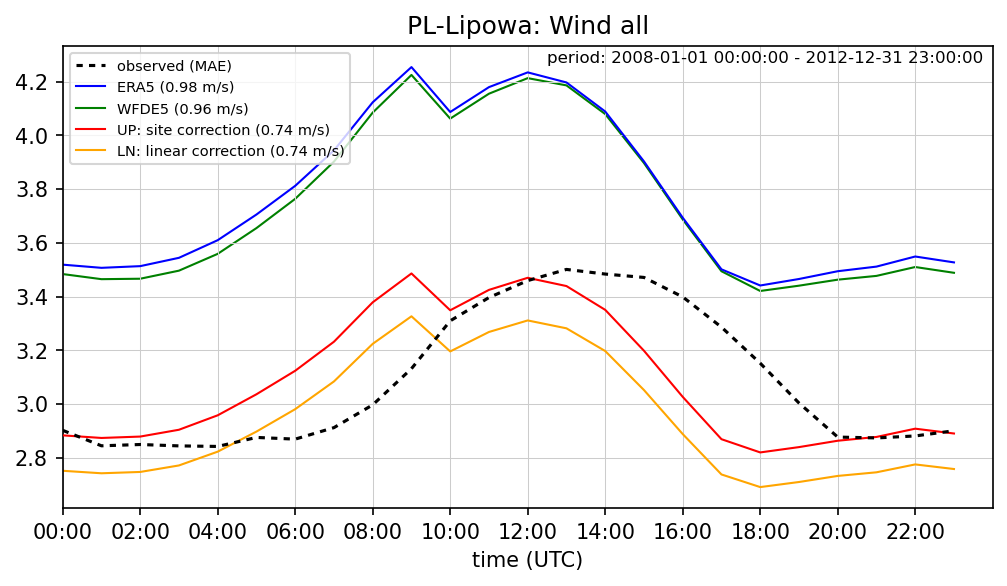 PL-Lipowa: Wind all
period: 2008-01-01 00:00:00 - 2012-12-31 23:00:00
observed (MAE)
ERA5 (0.98 m/s)
WFDE5 (0.96 m/s)
UP: site correction (0.74 m/s)
LN: linear correction (0.74 m/s)
4.2
4.0
3.8
3.6
3.4
3.2
3.0
2.8
00:00 02:00 04:00 06:00 08:00 10:00 12:00 14:00 16:00 18:00 20:00 22:00
time (UTC)